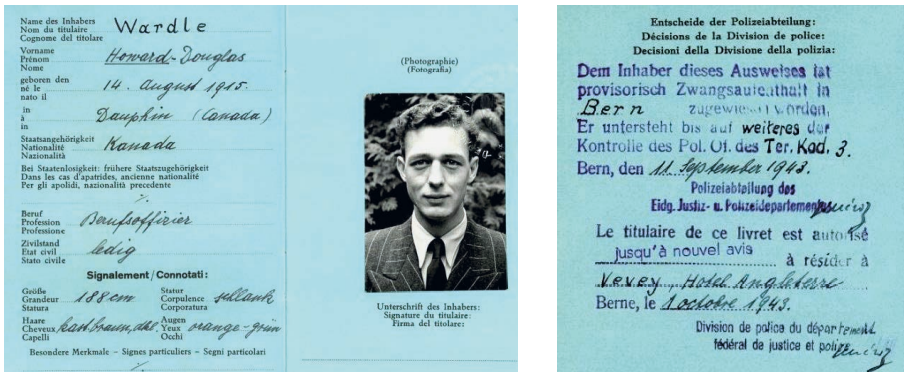 Name des Inhabers
Nom du titulaire
Cognome del titolare
Wardle
Vorname
Prénom
Nome
Howard-Douglas
geboren den
né le
nato il
14. August 1915.
in
à
in
Dauphin (Canada)
Staatsangehörigkeit
Nationalité
Nazionalità
Kanada
Bei Staatenlosigkeit: frühere Staatszugehörigkeit
Dans les cas d'apatrides, ancienne nationalité
Per gli apolidi, nazionalità precedente
%.
Beruf
Profession
Professione
Berufsoffizier
Zivilstand
Etat civil
Stato civile
ledig
Signalement/Connotati:
Größe
Grandeur
Statura
188 cm
Statur
Corpulence
Corporatura
schlank
Haare
Cheveux
Capelli
kastbraun, dkl.
Augen
Yeux
Occhi
orange-grün
Besondere Merkmale – Signes particuliers – Segni particolari
%.
(Photographie)
(Fotografia)
Unterschrift des Inhabers:
Signature du titulaire:
Firma del titolare:
Entscheide der Polizeiabteilung:
Décisions de la Division de police:
Decisioni della Divisione della polizia:
Dem Inhaber dieses Ausweises ist
provisorisch Zwangsaufenthalt in
Bern zugewiesen worden,
Er untersteht bis auf weiteres der
Kontrolle des Pol. Of. des Ter. Kad. 3.
Bern, den 11. September 1943.
Polizeiabteilung des
Eidg. Justiz- u. Polizeidepartementes
Le titulaire de ce livret est autorisé
jusqu'à nouvel avis à résider à
Vevey, Hotel Angleterre
Berne, le 1 octobre 1943.
Division de police du département
fédéral de justice et police